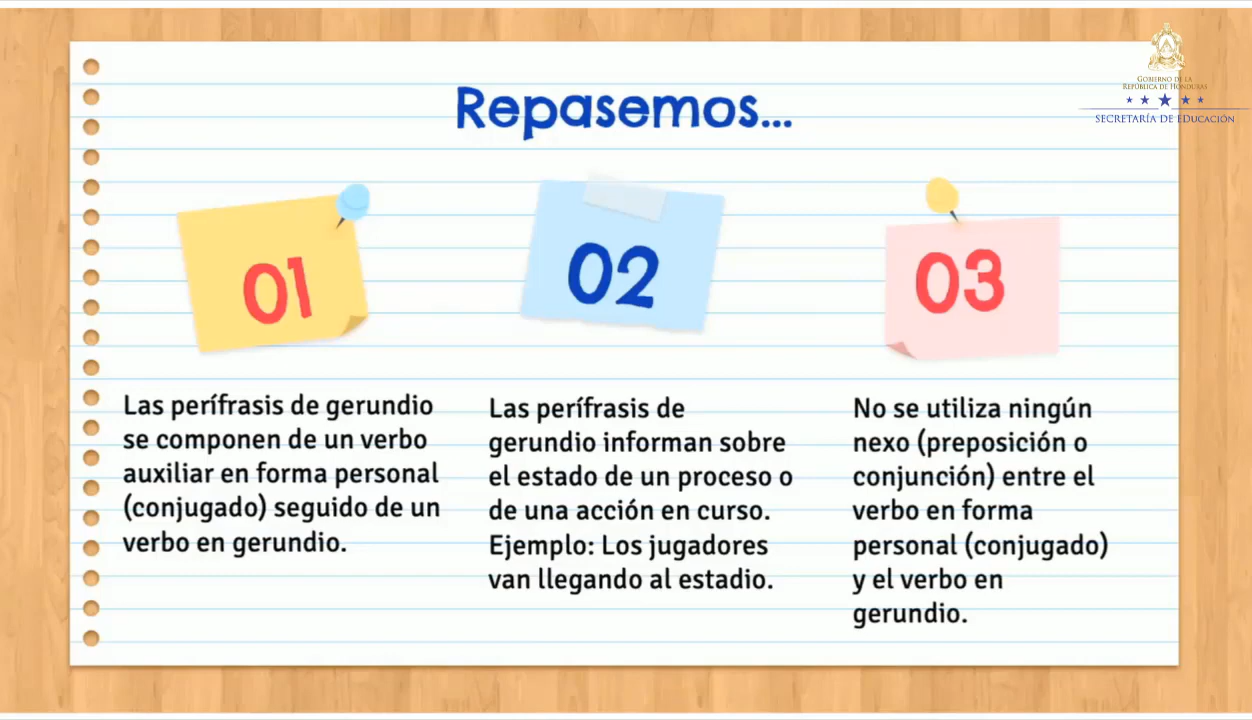 GOBIERNO DE LA
REPÚBLICA DE HONDURAS
SECRETARÍA DE EDUCACIÓN
Repasemos...
01
Las perífrasis de gerundio
se componen de un verbo
auxiliar en forma personal
(conjugado) seguido de un
verbo en gerundio.
02
Las perífrasis de
gerundio informan sobre
el estado de un proceso o
de una acción en curso.
Ejemplo: Los jugadores
van llegando al estadio.
03
No se utiliza ningún
nexo (preposición o
conjunción) entre el
verbo en forma
personal (conjugado)
y el verbo en
gerundio.